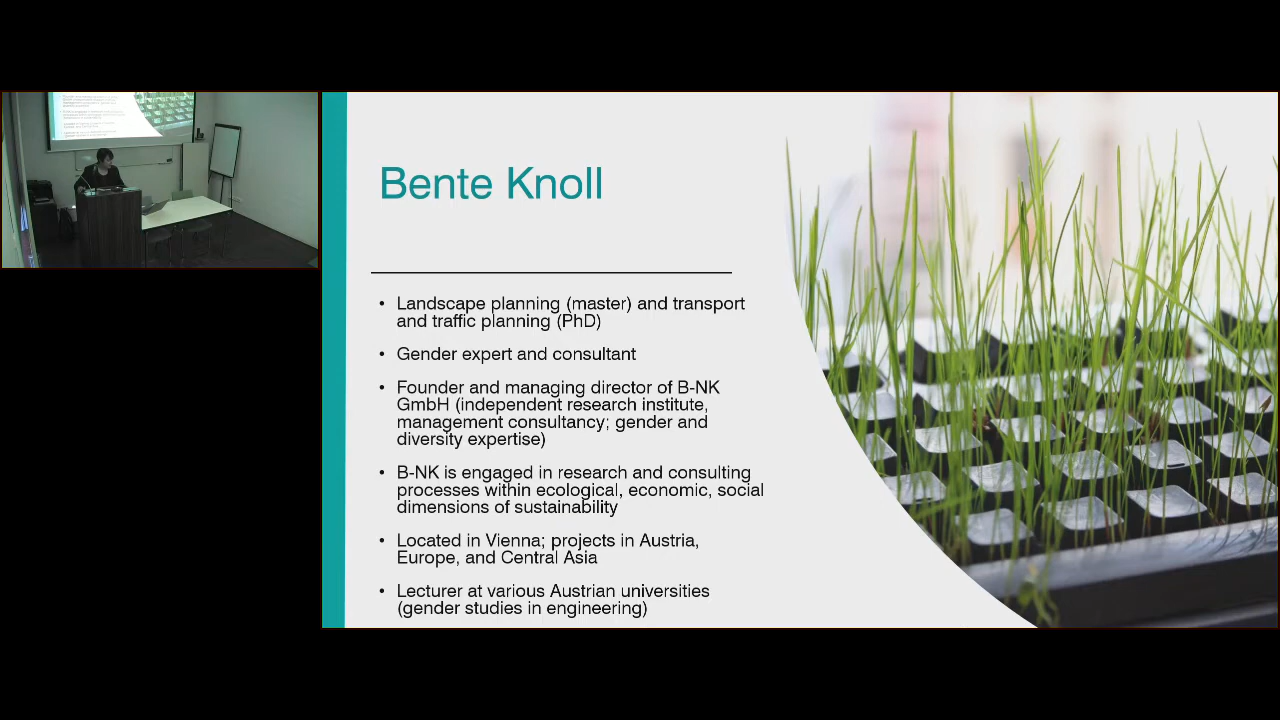 Bente Knoll
• Landscape planning (master) and transport
and traffic planning (PhD)
• Gender expert and consultant
• Founder and managing director of B-NK
GmbH (independent research institute,
management consultancy; gender and
diversity expertise)
• B-NK is engaged in research and consulting
processes within ecological, economic, social
dimensions of sustainability
• Located in Vienna; projects in Austria,
Europe, and Central Asia
• Lecturer at various Austrian universities
(gender studies in engineering)